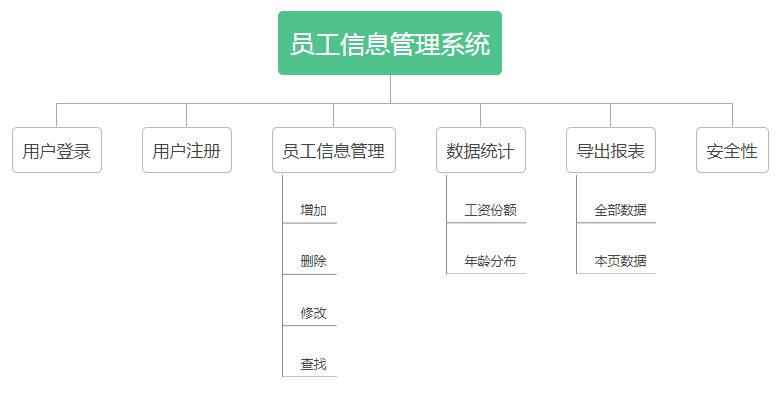 员工信息管理系统
用户登录
用户注册
员工信息管理
数据统计
导出报表
安全性
增加
删除
修改
查找
工资份额
年龄分布
全部数据
本页数据